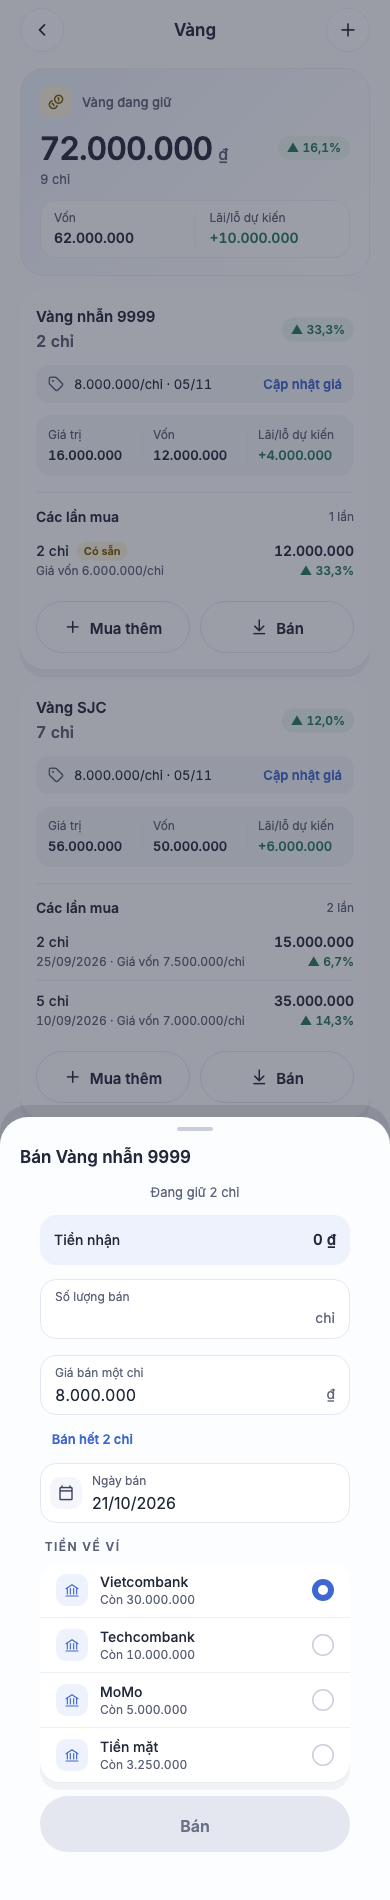 Vàng
Vàng đang giữ
72.000.000 ₫
▲ 16,1%
9 chỉ
Vốn
Lãi/lỗ dự kiến
62.000.000
+10.000.000
Vàng nhẫn 9999
2 chỉ
▲ 33,3%
8.000.000/chỉ · 05/11
Cập nhật giá
Giá trị
Vốn
Lãi/lỗ dự kiến
16.000.000
12.000.000
+4.000.000
Các lần mua
1 lần
2 chỉ
Có sẵn
12.000.000
Giá vốn 6.000.000/chỉ
▲ 33,3%
Mua thêm
Bán
Vàng SJC
7 chỉ
▲ 12,0%
8.000.000/chỉ · 05/11
Cập nhật giá
Giá trị
Vốn
Lãi/lỗ dự kiến
56.000.000
50.000.000
+6.000.000
Các lần mua
2 lần
2 chỉ
15.000.000
25/09/2026 · Giá vốn 7.500.000/chỉ
▲ 6,7%
5 chỉ
35.000.000
10/09/2026 · Giá vốn 7.000.000/chỉ
▲ 14,3%
Mua thêm
Bán
Bán Vàng nhẫn 9999
Đang giữ 2 chỉ
Tiền nhận
0 ₫
Số lượng bán
chỉ
Giá bán một chỉ
8.000.000
₫
Bán hết 2 chỉ
Ngày bán
21/10/2026
TIỀN VỀ VÍ
Vietcombank
Còn 30.000.000
Techcombank
Còn 10.000.000
MoMo
Còn 5.000.000
Tiền mặt
Còn 3.250.000
Bán